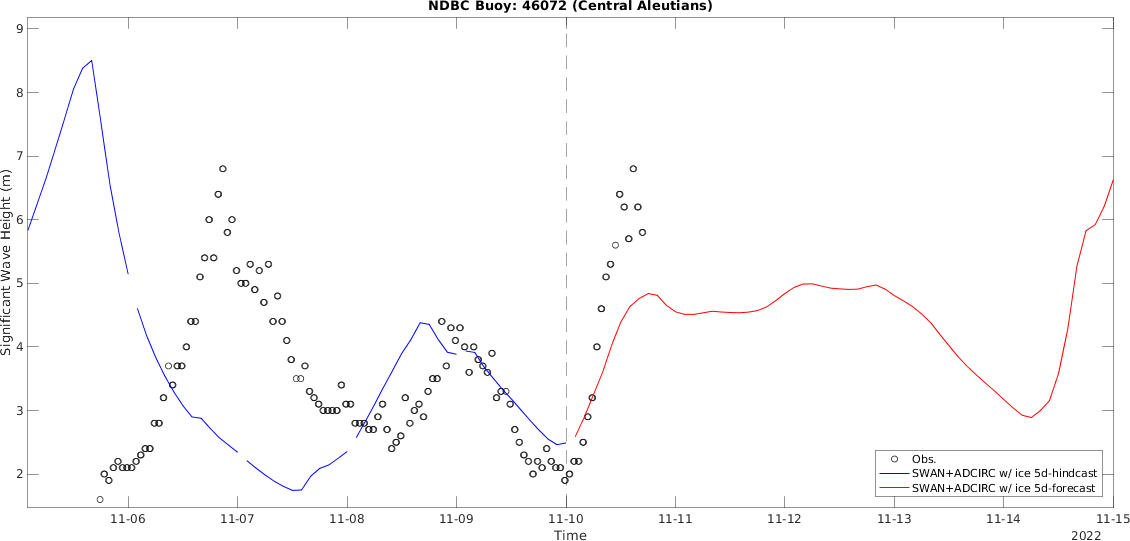 NDBC Buoy: 46072 (Central Aleutians)
Significant Wave Height (m)
9
8
7
6
5
4
3
2
Obs.
SWAN+ADCIRC w/ ice 5d-hindcast
SWAN+ADCIRC w/ ice 5d-forecast
11-06 11-07 11-08 11-09 11-10 11-11 11-12 11-13 11-14 11-15
Time
2022